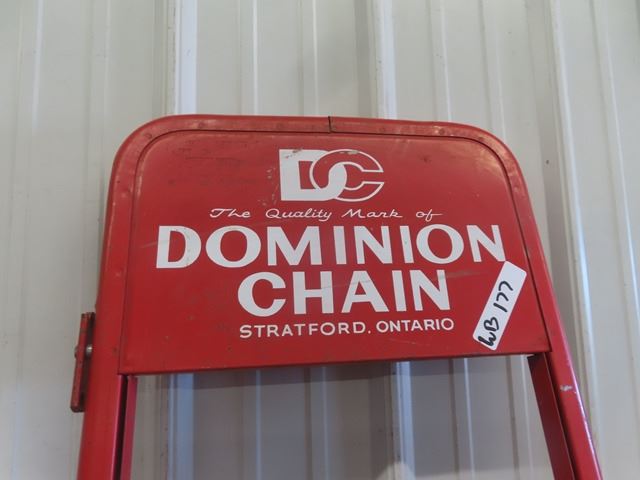 DC
The Quality Mark of
DOMINION
CHAIN
STRATFORD, ONTARIO
WB 177